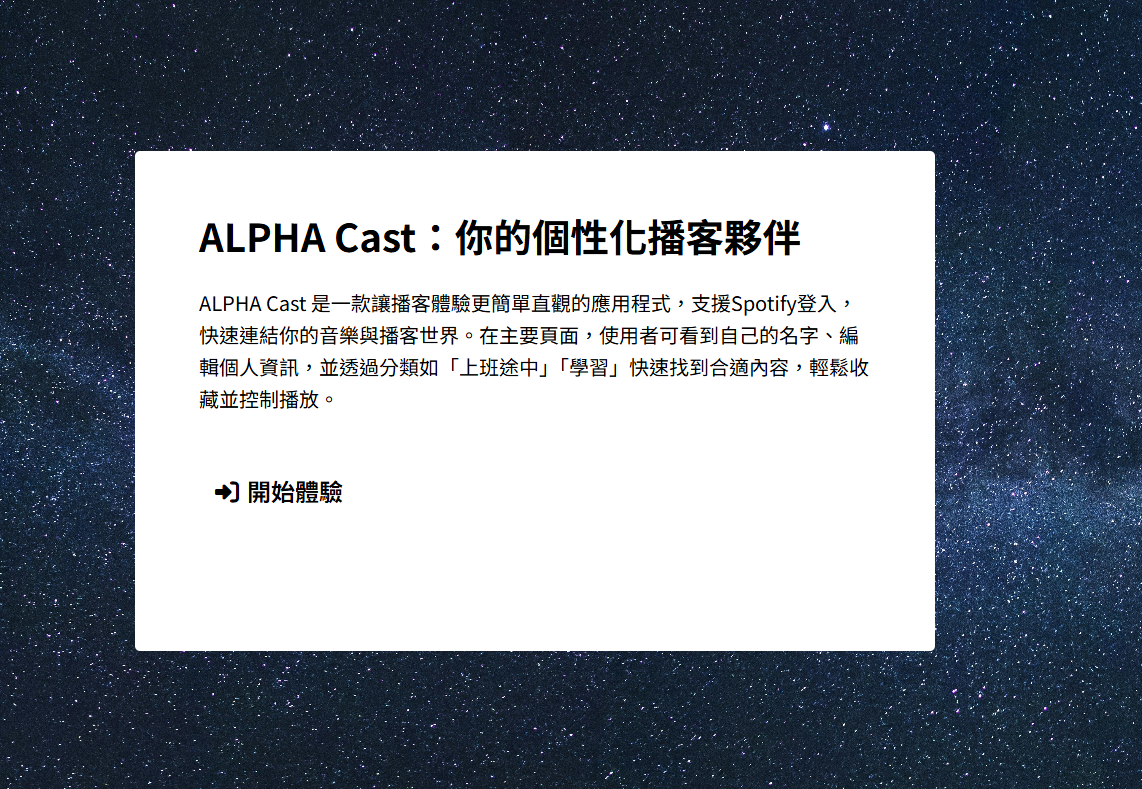 ALPHA Cast：你的個性化播客夥伴
ALPHA Cast 是一款讓播客體驗更簡單直觀的應用程式，支援Spotify登入，
快速連結你的音樂與播客世界。在主要頁面，使用者可看到自己的名字、編
輯個人資訊，並透過分類如「上班途中」「學習」快速找到合適內容，輕鬆收
藏並控制播放。
開始體驗